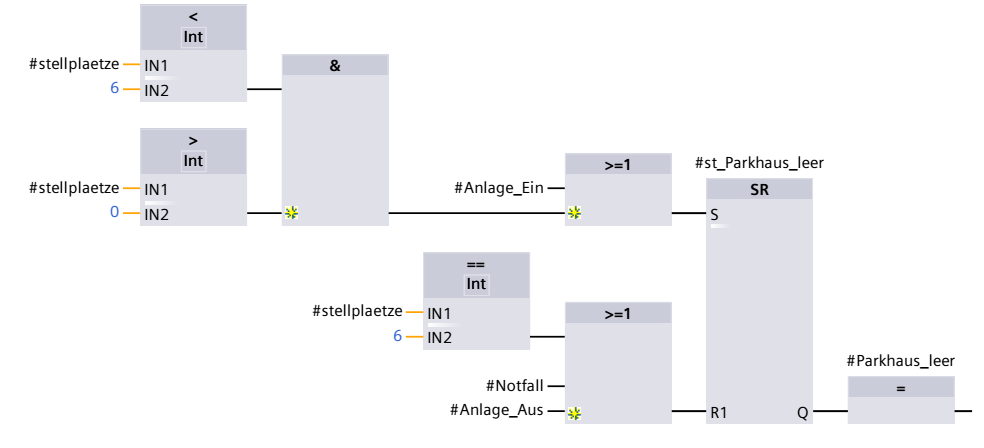 <
Int
#stellplaetze IN1
6 IN2
&
>
Int
#stellplaetze IN1
0 IN2
#Anlage_Ein
>=1
#st_Parkhaus_leer
SR
S
==
Int
#stellplaetze IN1
6 IN2
>=1
#Notfall
#Anlage_Aus
R1 Q
#Parkhaus_leer
=